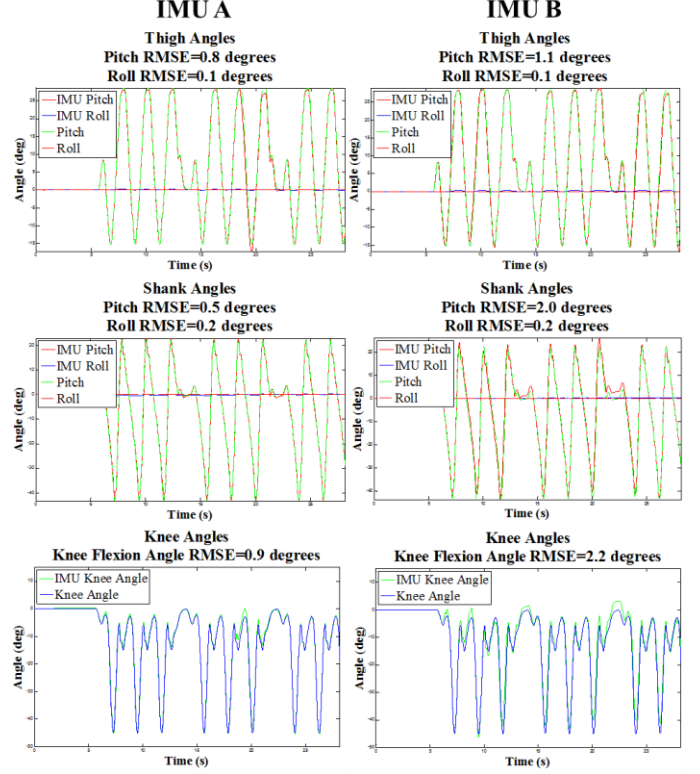 IMU A
Thigh Angles
Pitch RMSE=0.8 degrees
Roll RMSE=0.1 degrees
IMU Pitch
IMU Roll
Pitch
Roll
Angle (deg)
Time (s)
IMU B
Thigh Angles
Pitch RMSE=1.1 degrees
Roll RMSE=0.1 degrees
IMU Pitch
IMU Roll
Pitch
Roll
Angle (deg)
Time (s)
Shank Angles
Pitch RMSE=0.5 degrees
Roll RMSE=0.2 degrees
IMU Pitch
IMU Roll
Pitch
Roll
Angle (deg)
Time (s)
Shank Angles
Pitch RMSE=2.0 degrees
Roll RMSE=0.2 degrees
IMU Pitch
IMU Roll
Pitch
Roll
Angle (deg)
Time (s)
Knee Angles
Knee Flexion Angle RMSE=0.9 degrees
IMU Knee Angle
Knee Angle
Angle (deg)
Time (s)
Knee Angles
Knee Flexion Angle RMSE=2.2 degrees
IMU Knee Angle
Knee Angle
Angle (deg)
Time (s)